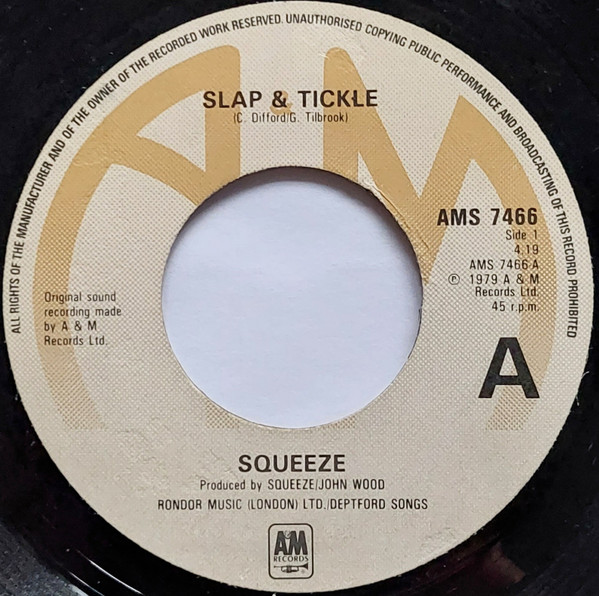 ALL RIGHTS OF THE MANUFACTURER AND OF THE OWNER OF THE RECORDED WORK RESERVED. UNAUTHORISED COPYING PUBLIC PERFORMANCE AND BROADCASTING OF THIS RECORD PROHIBITED
SLAP & TICKLE
(C. Difford/G. Tilbrook)
AMS 7466
Side 1
4.19
AMS 7466 A
℗ 1979 A & M
Records Ltd.
45 r.p.m.
Original sound
recording made
by A & M
Records Ltd.
A
SQUEEZE
Produced by SQUEEZE/JOHN WOOD
RONDOR MUSIC (LONDON) LTD./DEPTFORD SONGS
A&M
RECORDS